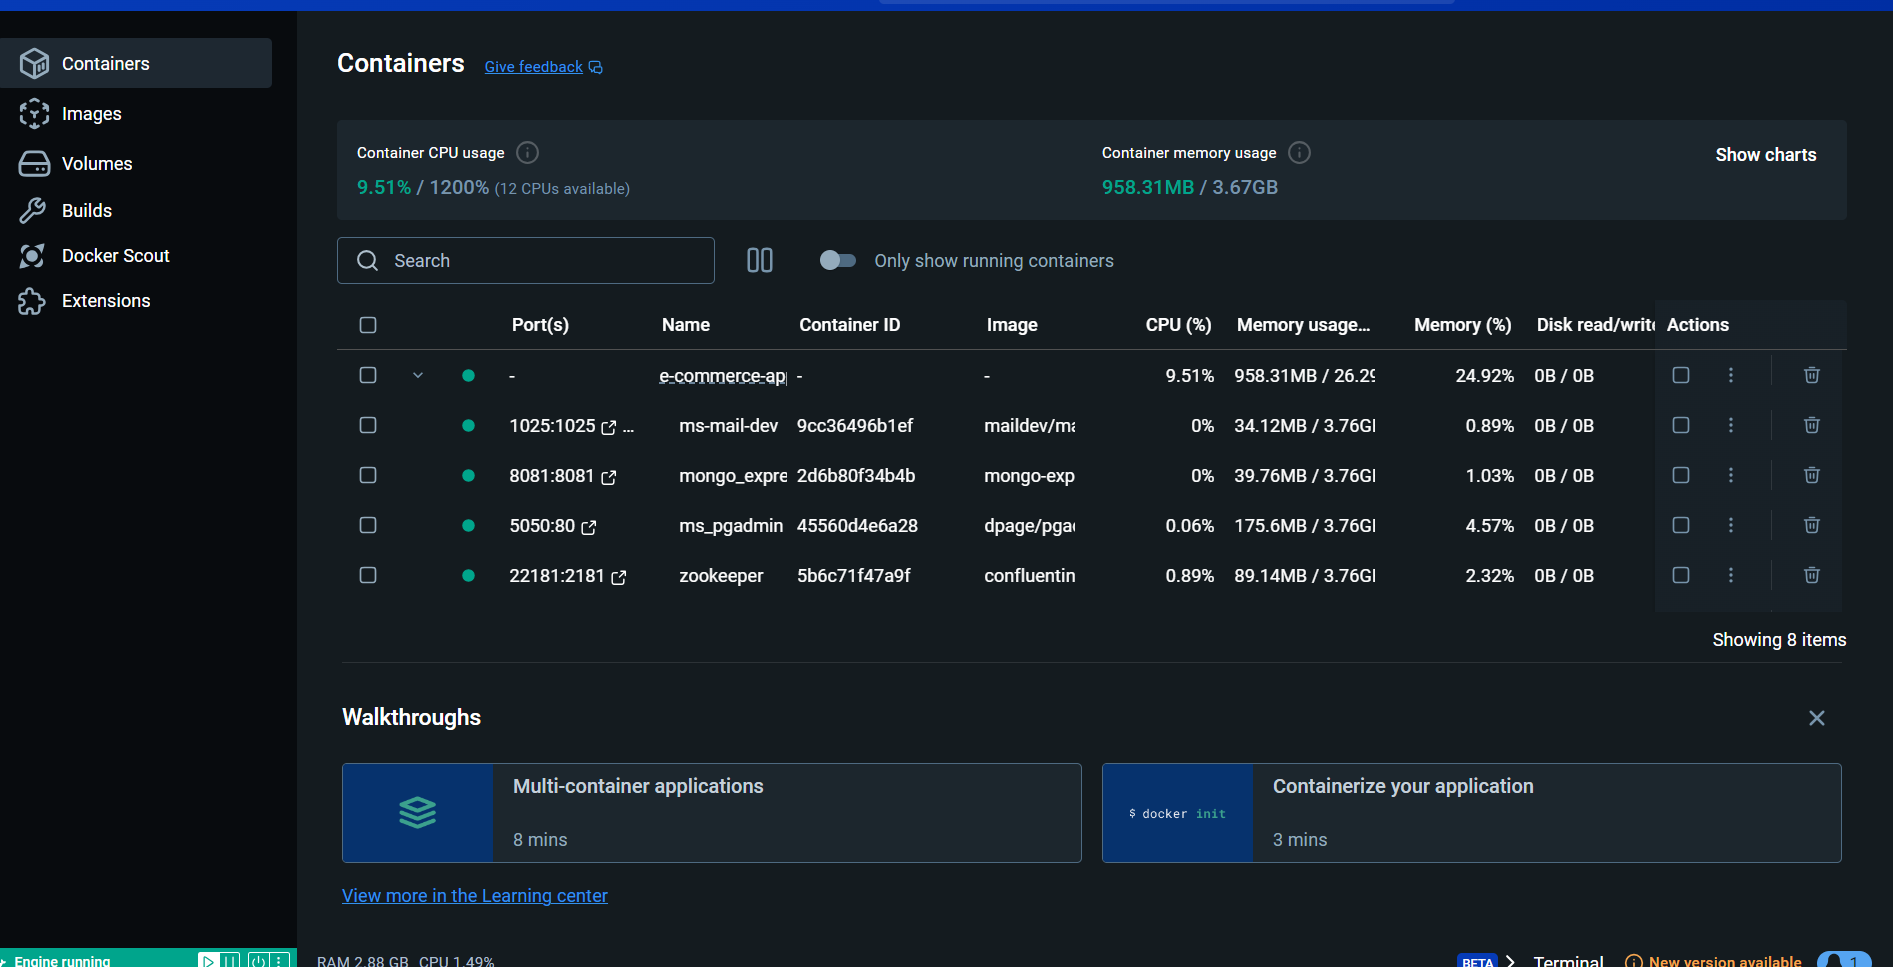 Containers
Images
Volumes
Builds
Docker Scout
Extensions
Containers Give feedback
Container CPU usage
9.51% / 1200% (12 CPUs available)
Container memory usage
958.31MB / 3.67GB
Show charts
Search
Only show running containers
Port(s) Name Container ID Image CPU (%) Memory usage... Memory (%) Disk read/write Actions
- e-commerce-app - - 9.51% 958.31MB / 26.29 24.92% 0B / 0B
1025:1025 ... ms-mail-dev 9cc36496b1ef maildev/ma 0% 34.12MB / 3.76GB 0.89% 0B / 0B
8081:8081 mongo_expre 2d6b80f34b4b mongo-exp 0% 39.76MB / 3.76GB 1.03% 0B / 0B
5050:80 ms_pgadmin 45560d4e6a28 dpage/pgad 0.06% 175.6MB / 3.76GB 4.57% 0B / 0B
22181:2181 zookeeper 5b6c71f47a9f confluentin 0.89% 89.14MB / 3.76GB 2.32% 0B / 0B
Showing 8 items
Walkthroughs
Multi-container applications
8 mins
$ docker init
Containerize your application
3 mins
View more in the Learning center
Engine running
RAM 2.88 GB CPU 1.49%
BETA Terminal New version available 1